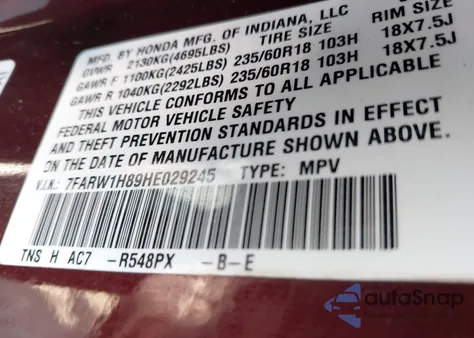 MFD. BY HONDA MFG. OF INDIANA, LLC
GVWR 2130KG(4695LBS) TIRE SIZE RIM SIZE
GAWR F 1100KG(2425LBS) 235/60R18 103H 18X7.5J
GAWR R 1040KG(2292LBS) 235/60R18 103H 18X7.5J
THIS VEHICLE CONFORMS TO ALL APPLICABLE
FEDERAL MOTOR VEHICLE SAFETY
AND THEFT PREVENTION STANDARDS IN EFFECT
ON THE DATE OF MANUFACTURE SHOWN ABOVE.
V.I.N.: 7FARW1H89HE029245 TYPE: MPV
TNS H AC7 -R548PX -B-E
autaSnap